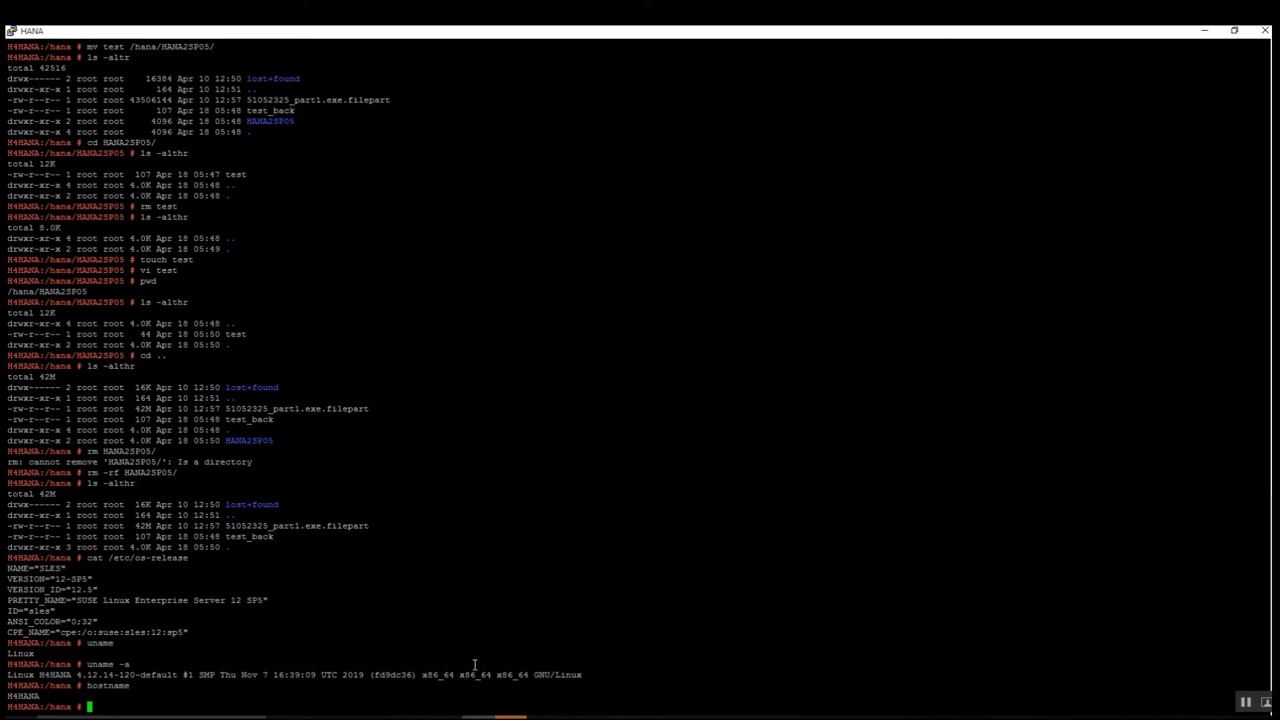 HANA
H4HANA:/hana # mv test /hana/HANA2SP05/
H4HANA:/hana # ls -altr
total 42516
drwx------ 2 root root    16384 Apr 10 12:50 lost+found
drwxr-xr-x 1 root root      164 Apr 10 12:51 ..
-rw-r--r-- 1 root root 43506144 Apr 10 12:57 51052325_part1.exe.filepart
-rw-r--r-- 1 root root      107 Apr 18 05:48 test_back
drwxr-xr-x 2 root root     4096 Apr 18 05:48 HANA2SP05
drwxr-xr-x 4 root root     4096 Apr 18 05:48 .
H4HANA:/hana # cd HANA2SP05/
H4HANA:/hana/HANA2SP05 # ls -althr
total 12K
-rw-r--r-- 1 root root  107 Apr 18 05:47 test
drwxr-xr-x 4 root root 4.0K Apr 18 05:48 ..
drwxr-xr-x 2 root root 4.0K Apr 18 05:48 .
H4HANA:/hana/HANA2SP05 # rm test
H4HANA:/hana/HANA2SP05 # ls -althr
total 8.0K
drwxr-xr-x 4 root root 4.0K Apr 18 05:48 ..
drwxr-xr-x 2 root root 4.0K Apr 18 05:49 .
H4HANA:/hana/HANA2SP05 # touch test
H4HANA:/hana/HANA2SP05 # vi test
H4HANA:/hana/HANA2SP05 # pwd
/hana/HANA2SP05
H4HANA:/hana/HANA2SP05 # ls -althr
total 12K
drwxr-xr-x 4 root root 4.0K Apr 18 05:48 ..
-rw-r--r-- 1 root root   44 Apr 18 05:50 test
drwxr-xr-x 2 root root 4.0K Apr 18 05:50 .
H4HANA:/hana/HANA2SP05 # cd ..
H4HANA:/hana # ls -althr
total 42M
drwx------ 2 root root  16K Apr 10 12:50 lost+found
drwxr-xr-x 1 root root  164 Apr 10 12:51 ..
-rw-r--r-- 1 root root  42M Apr 10 12:57 51052325_part1.exe.filepart
-rw-r--r-- 1 root root  107 Apr 18 05:48 test_back
drwxr-xr-x 4 root root 4.0K Apr 18 05:48 .
drwxr-xr-x 2 root root 4.0K Apr 18 05:50 HANA2SP05
H4HANA:/hana # rm HANA2SP05/
rm: cannot remove 'HANA2SP05/': Is a directory
H4HANA:/hana # rm -rf HANA2SP05/
H4HANA:/hana # ls -althr
total 42M
drwx------ 2 root root  16K Apr 10 12:50 lost+found
drwxr-xr-x 1 root root  164 Apr 10 12:51 ..
-rw-r--r-- 1 root root  42M Apr 10 12:57 51052325_part1.exe.filepart
-rw-r--r-- 1 root root  107 Apr 18 05:48 test_back
drwxr-xr-x 3 root root 4.0K Apr 18 05:50 .
H4HANA:/hana # cat /etc/os-release
NAME="SLES"
VERSION="12-SP5"
VERSION_ID="12.5"
PRETTY_NAME="SUSE Linux Enterprise Server 12 SP5"
ID="sles"
ANSI_COLOR="0;32"
CPE_NAME="cpe:/o:suse:sles:12:sp5"
H4HANA:/hana # uname
Linux
H4HANA:/hana # uname -a
Linux H4HANA 4.12.14-120-default #1 SMP Thu Nov 7 16:39:09 UTC 2019 (fd9dc36) x86_64 x86_64 x86_64 GNU/Linux
H4HANA:/hana # hostname
H4HANA
H4HANA:/hana #